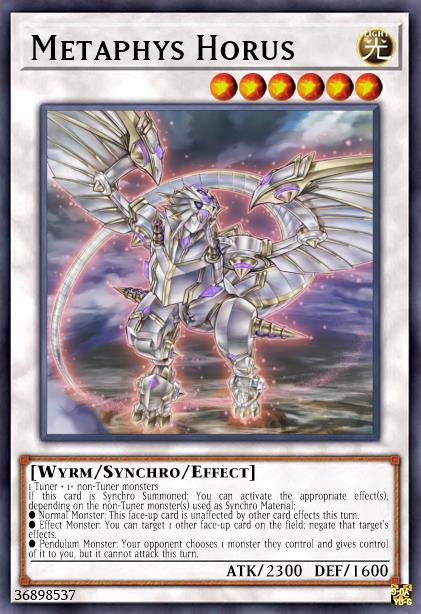 METAPHYS HORUS
LIGHT
光
[WYRM/SYNCHRO/EFFECT]
1 Tuner + 1+ non-Tuner monsters
If this card is Synchro Summoned: You can activate the appropriate effect(s),
depending on the non-Tuner monster(s) used as Synchro Material;
● Normal Monster: This face-up card is unaffected by other card effects this turn.
● Effect Monster: You can target 1 other face-up card on the field; negate that target's
effects.
● Pendulum Monster: Your opponent chooses 1 monster they control and gives control
of it to you, but it cannot attack this turn.
ATK/2300 DEF/1600
36898537